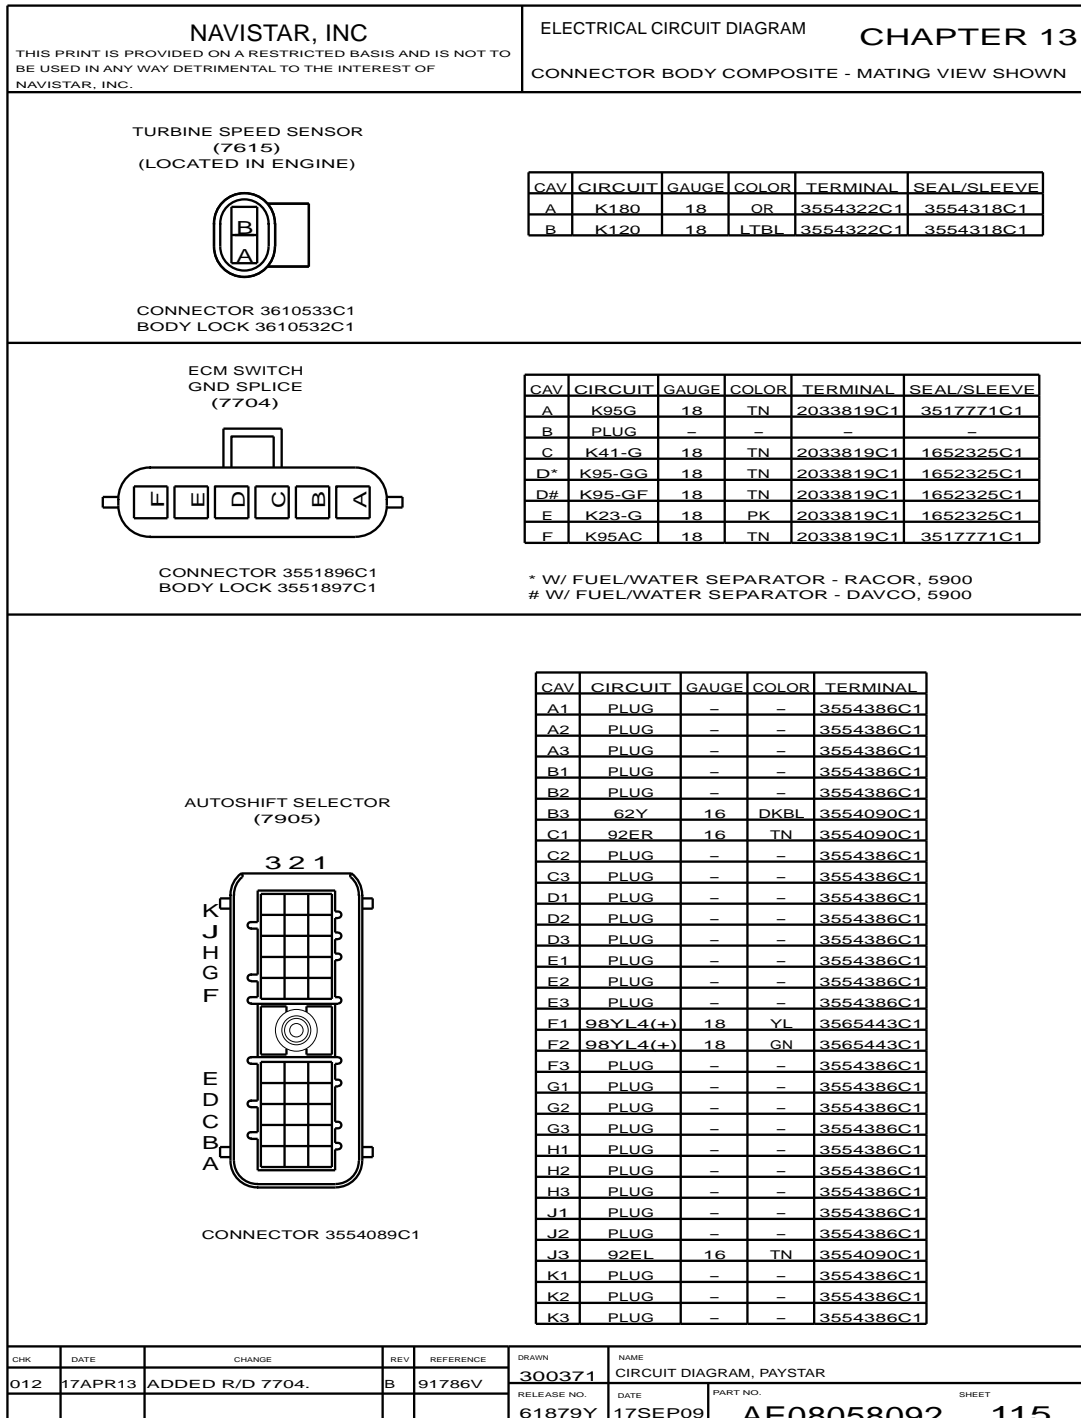 NAVISTAR, INC
THIS PRINT IS PROVIDED ON A RESTRICTED BASIS AND IS NOT TO
BE USED IN ANY WAY DETRIMENTAL TO THE INTEREST OF
NAVISTAR, INC.
ELECTRICAL CIRCUIT DIAGRAM
CHAPTER 13
CONNECTOR BODY COMPOSITE - MATING VIEW SHOWN
TURBINE SPEED SENSOR
(7615)
(LOCATED IN ENGINE)
B
A
CONNECTOR 3610533C1
BODY LOCK 3610532C1
CAV CIRCUIT GAUGE COLOR TERMINAL SEAL/SLEEVE
A K180 18 OR 3554322C1 3554318C1
B K120 18 LTBL 3554322C1 3554318C1
ECM SWITCH
GND SPLICE
(7704)
F E D C B A
CONNECTOR 3551896C1
BODY LOCK 3551897C1
CAV CIRCUIT GAUGE COLOR TERMINAL SEAL/SLEEVE
A K95G 18 TN 2033819C1 3517771C1
B PLUG – – – –
C K41-G 18 TN 2033819C1 1652325C1
D* K95-GG 18 TN 2033819C1 1652325C1
D# K95-GF 18 TN 2033819C1 1652325C1
E K23-G 18 PK 2033819C1 1652325C1
F K95AC 18 TN 2033819C1 3517771C1
* W/ FUEL/WATER SEPARATOR - RACOR, 5900
# W/ FUEL/WATER SEPARATOR - DAVCO, 5900
AUTOSHIFT SELECTOR
(7905)
3 2 1
K
J
H
G
F
E
D
C
B
A
CONNECTOR 3554089C1
CAV CIRCUIT GAUGE COLOR TERMINAL
A1 PLUG – – 3554386C1
A2 PLUG – – 3554386C1
A3 PLUG – – 3554386C1
B1 PLUG – – 3554386C1
B2 PLUG – – 3554386C1
B3 62Y 16 DKBL 3554090C1
C1 92ER 16 TN 3554090C1
C2 PLUG – – 3554386C1
C3 PLUG – – 3554386C1
D1 PLUG – – 3554386C1
D2 PLUG – – 3554386C1
D3 PLUG – – 3554386C1
E1 PLUG – – 3554386C1
E2 PLUG – – 3554386C1
E3 PLUG – – 3554386C1
F1 98YL4(+) 18 YL 3565443C1
F2 98YL4(+) 18 GN 3565443C1
F3 PLUG – – 3554386C1
G1 PLUG – – 3554386C1
G2 PLUG – – 3554386C1
G3 PLUG – – 3554386C1
H1 PLUG – – 3554386C1
H2 PLUG – – 3554386C1
H3 PLUG – – 3554386C1
J1 PLUG – – 3554386C1
J2 PLUG – – 3554386C1
J3 92EL 16 TN 3554090C1
K1 PLUG – – 3554386C1
K2 PLUG – – 3554386C1
K3 PLUG – – 3554386C1
CHK DATE CHANGE REV REFERENCE
012 17APR13 ADDED R/D 7704. B 91786V
DRAWN
300371
NAME
CIRCUIT DIAGRAM, PAYSTAR
RELEASE NO.
61879Y
DATE
17SEP09
PART NO.
AE08058092
SHEET
115